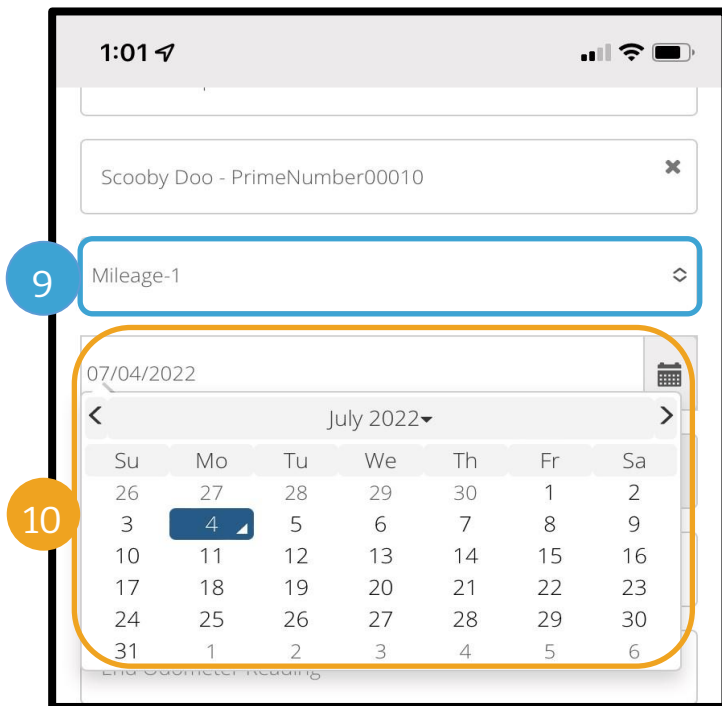 1:01
Scooby Doo - PrimeNumber00010
9
Mileage-1
07/04/2022
July 2022
Su Mo Tu We Th Fr Sa
26 27 28 29 30 1 2
10
3 4 5 6 7 8 9
10 11 12 13 14 15 16
17 18 19 20 21 22 23
24 25 26 27 28 29 30
31 1 2 3 4 5 6
End Odometer Reading